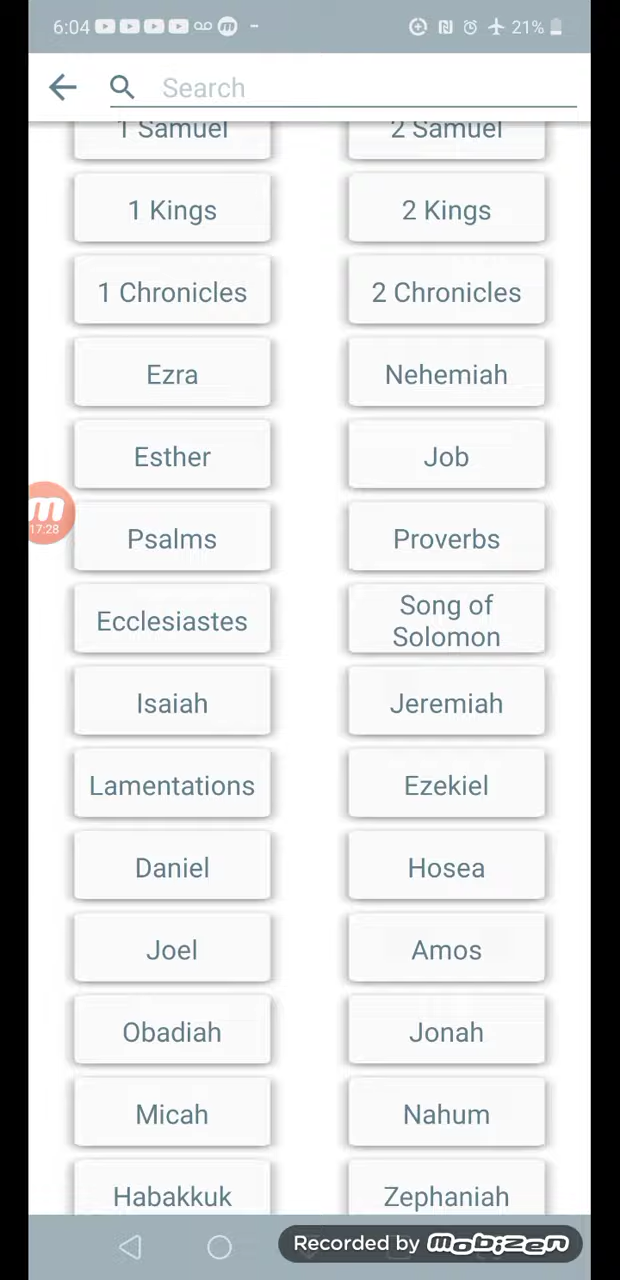 6:04
21%
Search
1 Samuel
2 Samuel
1 Kings
2 Kings
1 Chronicles
2 Chronicles
Ezra
Nehemiah
Esther
Job
m
17:28
Psalms
Proverbs
Ecclesiastes
Song of
Solomon
Isaiah
Jeremiah
Lamentations
Ezekiel
Daniel
Hosea
Joel
Amos
Obadiah
Jonah
Micah
Nahum
Habakkuk
Zephaniah
Recorded by mobizen